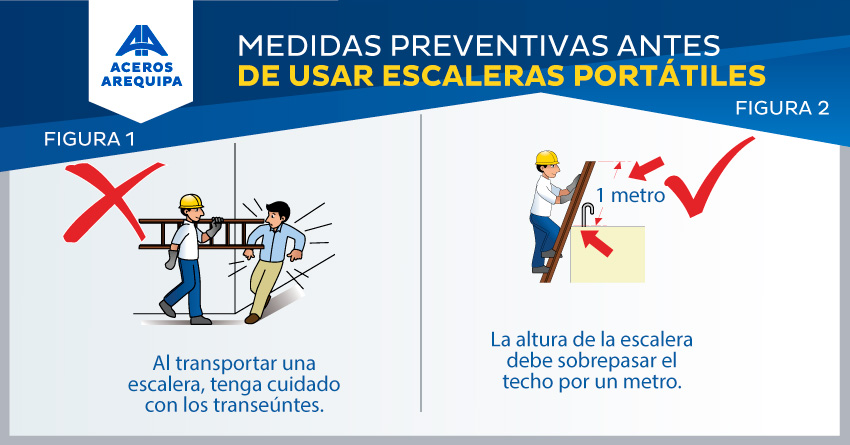 ACEROS
AREQUIPA
MEDIDAS PREVENTIVAS ANTES
DE USAR ESCALERAS PORTÁTILES
FIGURA 1
FIGURA 2
1 metro
Al transportar una
escalera, tenga cuidado
con los transeúntes.
La altura de la escalera
debe sobrepasar el
techo por un metro.